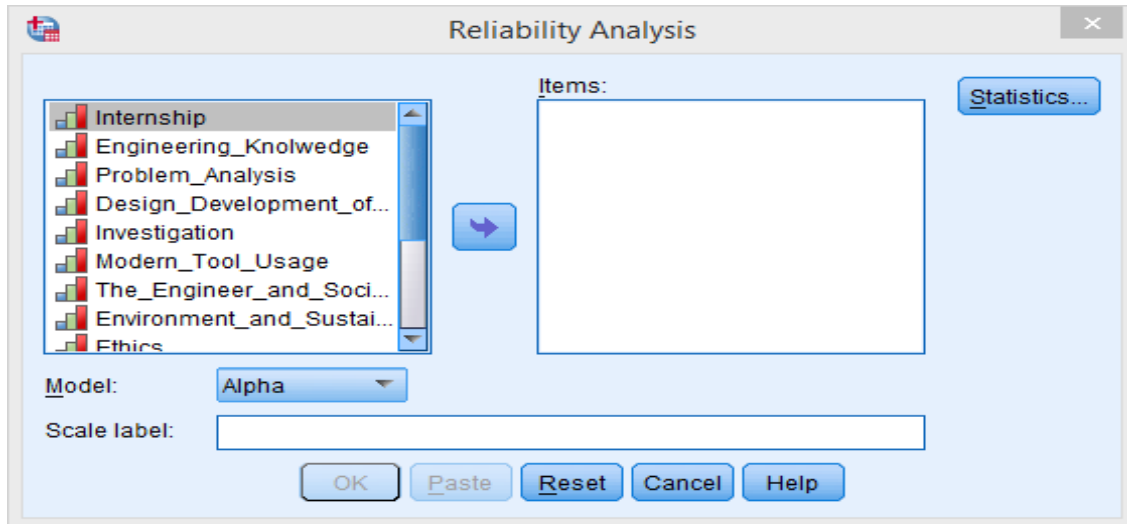 Reliability Analysis
Items:
Statistics...
Internship
Engineering_Knolwedge
Problem_Analysis
Design_Development_of...
Investigation
Modern_Tool_Usage
The_Engineer_and_Soci...
Environment_and_Sustai...
Ethics
Model: Alpha
Scale label:
OK Paste Reset Cancel Help